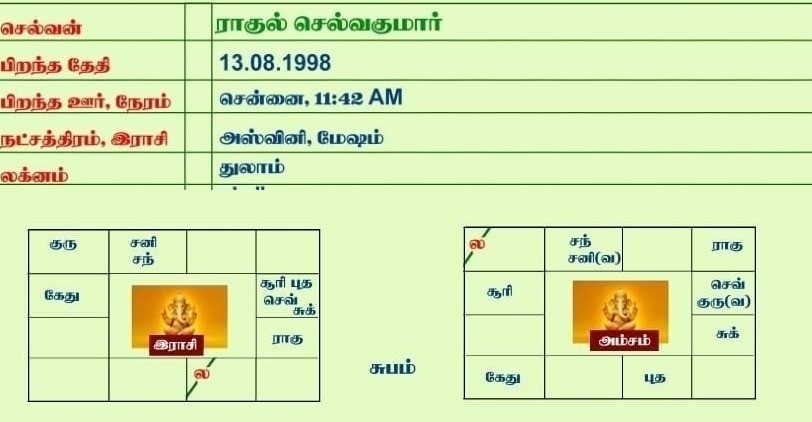 செல்வன் ராகுல் செல்வகுமார்
பிறந்த தேதி 13.08.1998
பிறந்த ஊர், நேரம் சென்னை, 11:42 AM
நட்சத்திரம், இராசி அஸ்வினி, மேஷம்
லக்னம் துலாம்
குரு சனி
சந்
கேது சூரி புத
செவ் சுக்
இராசி ராகு
ல
சுபம்
ல சந்
சனி(வ) ராகு
சூரி செவ்
குரு(வ)
அம்சம் சுக்
கேது புத